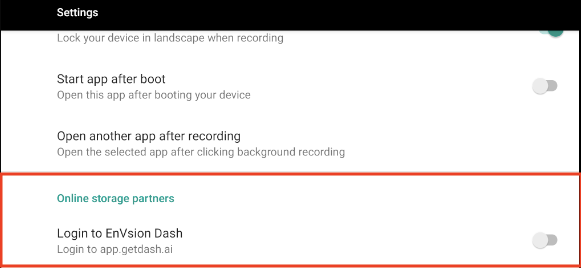 Settings
Lock your device in landscape when recording
Start app after boot
Open this app after booting your device
Open another app after recording
Open the selected app after clicking background recording
Online storage partners
Login to EnVsion Dash
Login to app.getdash.ai